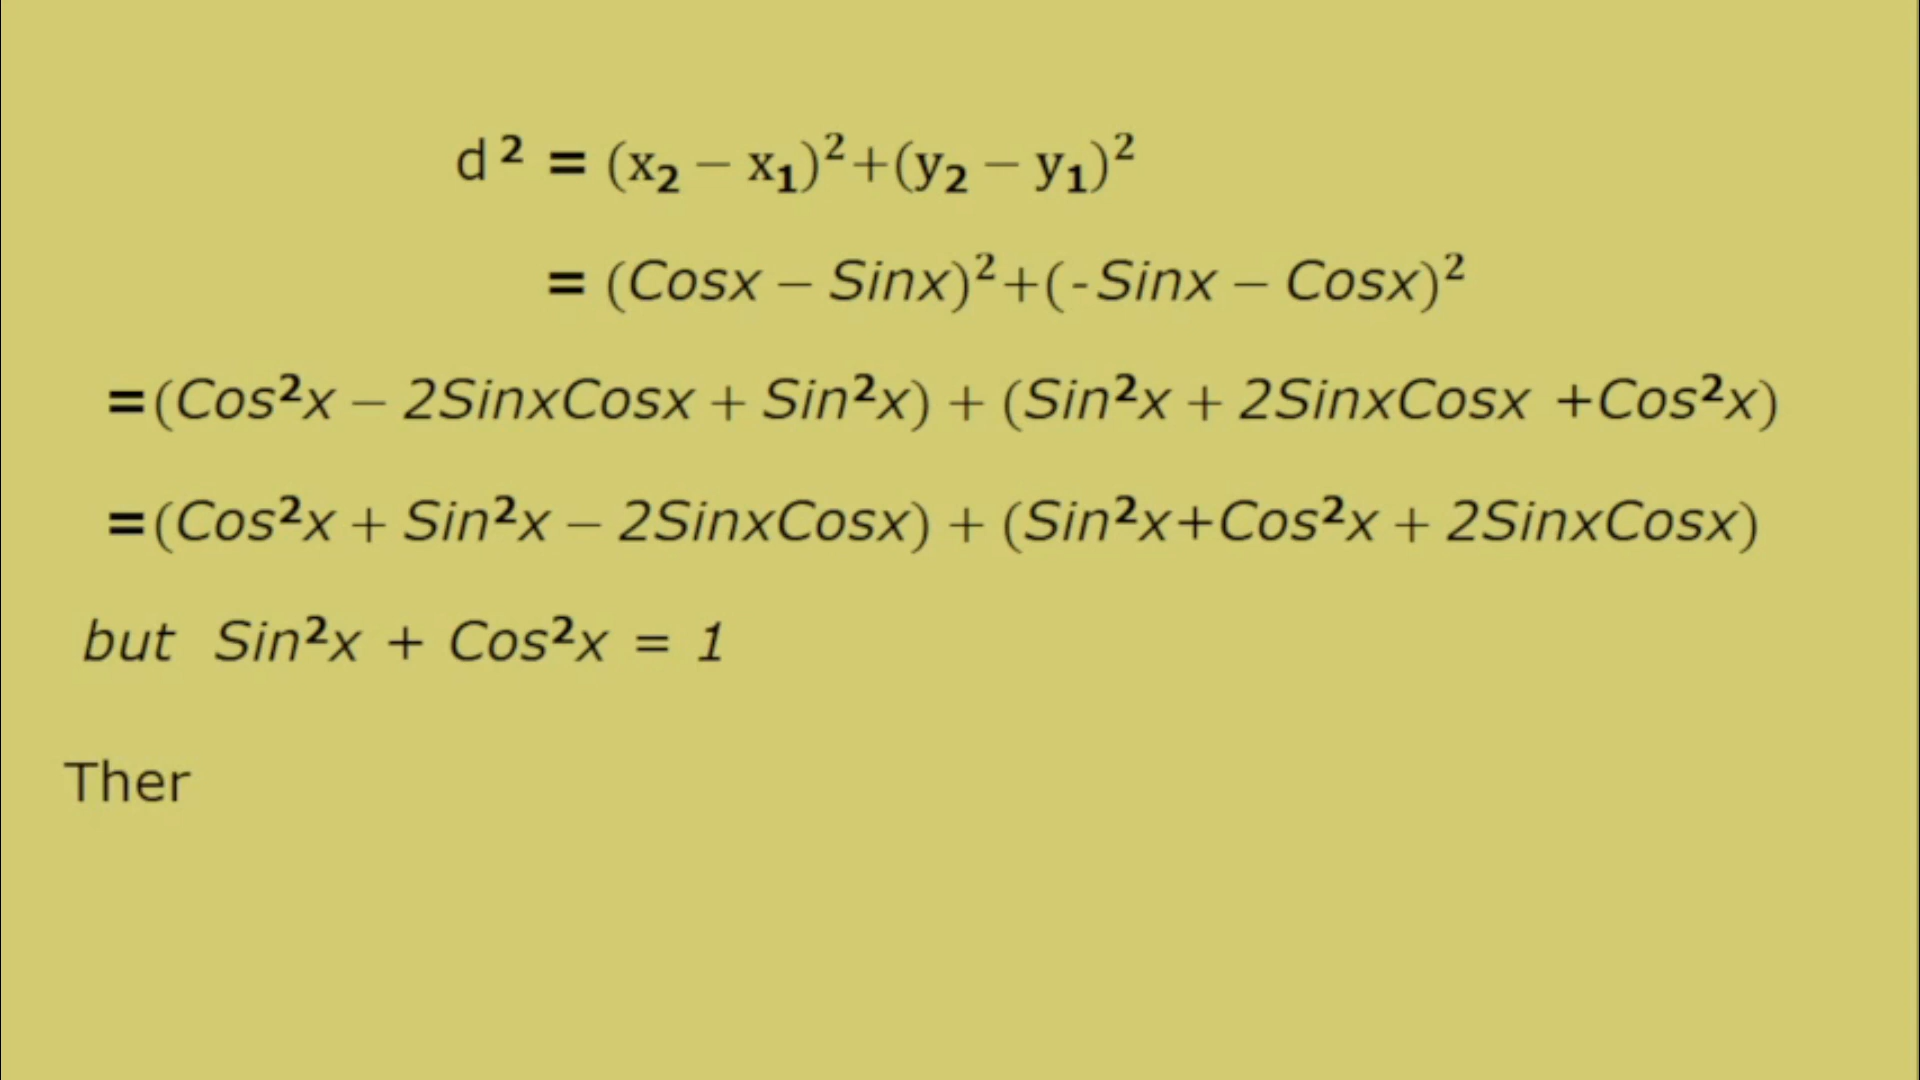 d² = (x₂ − x₁)²+(y₂ − y₁)²
= (Cosx − Sinx)²+(-Sinx − Cosx)²
=(Cos²x − 2SinxCosx + Sin²x) + (Sin²x + 2SinxCosx +Cos²x)
=(Cos²x + Sin²x − 2SinxCosx) + (Sin²x+Cos²x + 2SinxCosx)
but Sin²x + Cos²x = 1
Ther